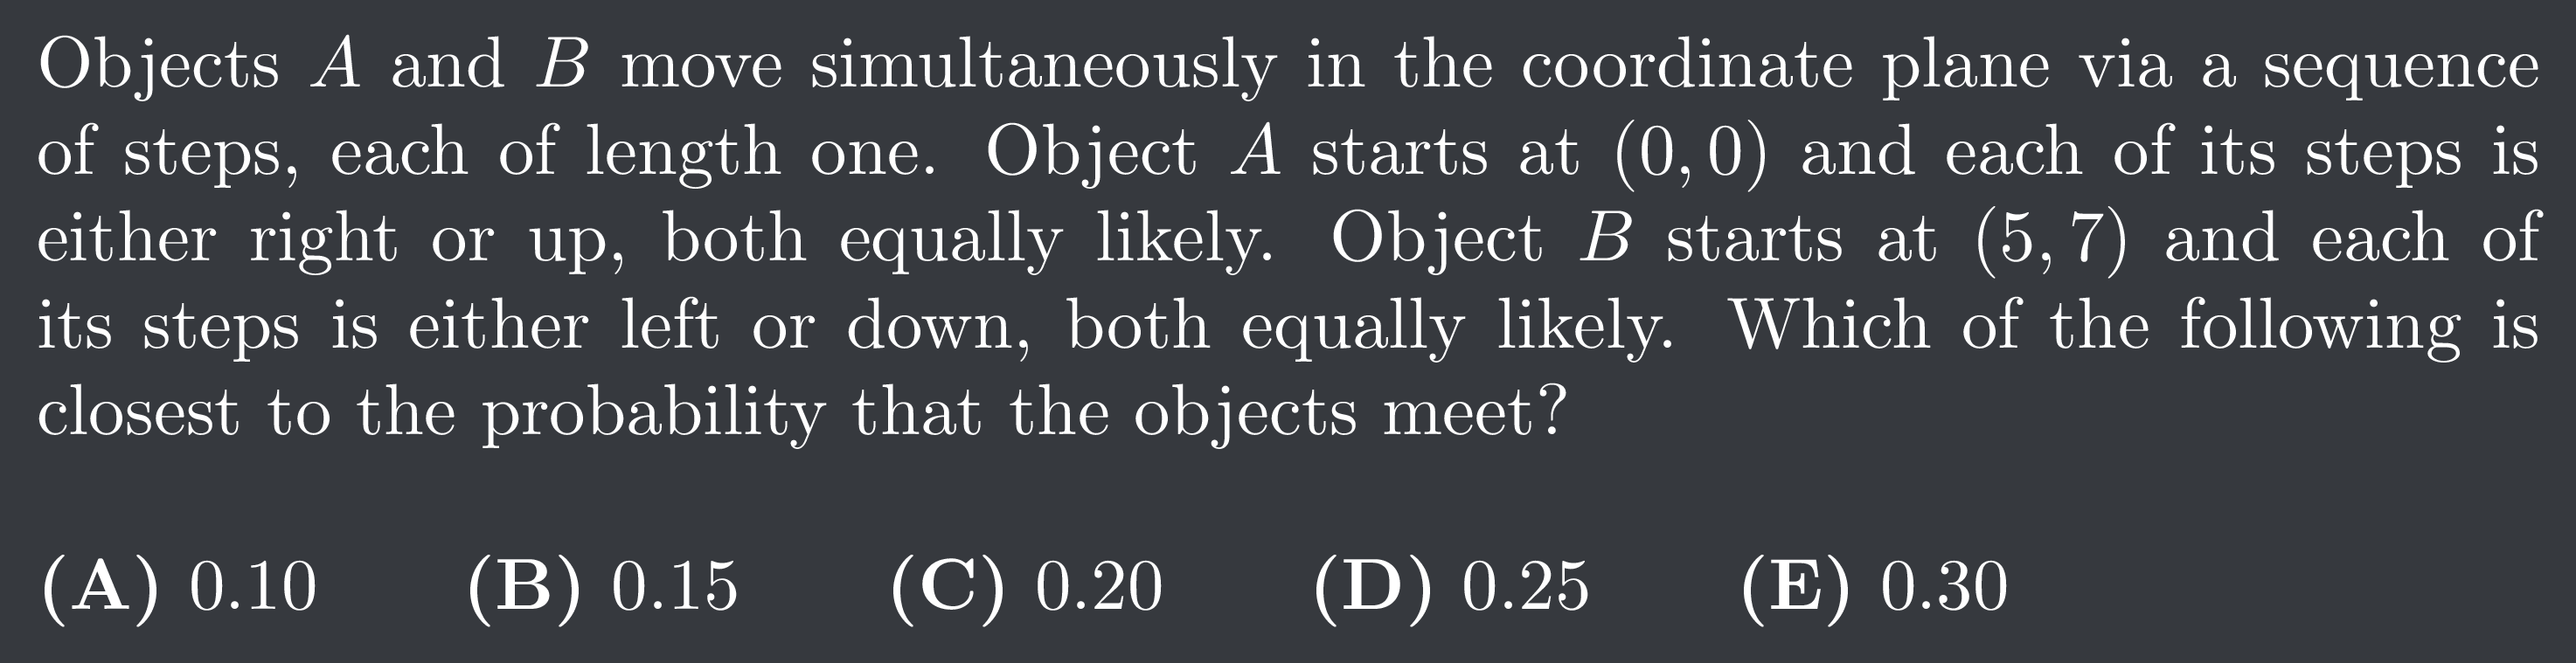 Objects A and B move simultaneously in the coordinate plane via a sequence
of steps, each of length one. Object A starts at (0, 0) and each of its steps is
either right or up, both equally likely. Object B starts at (5, 7) and each of
its steps is either left or down, both equally likely. Which of the following is
closest to the probability that the objects meet?
(A) 0.10 (B) 0.15 (C) 0.20 (D) 0.25 (E) 0.30